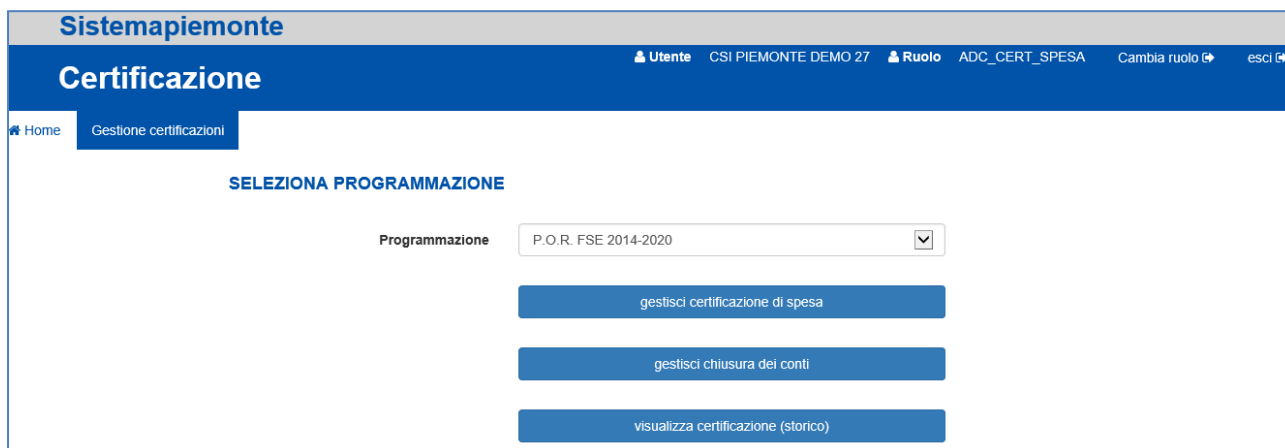 Sistemapiemonte
Utente CSI PIEMONTE DEMO 27 Ruolo ADC_CERT_SPESA Cambia ruolo esci
Certificazione
Home Gestione certificazioni
SELEZIONA PROGRAMMAZIONE
Programmazione P.O.R. FSE 2014-2020
gestisci certificazione di spesa
gestisci chiusura dei conti
visualizza certificazione (storico)